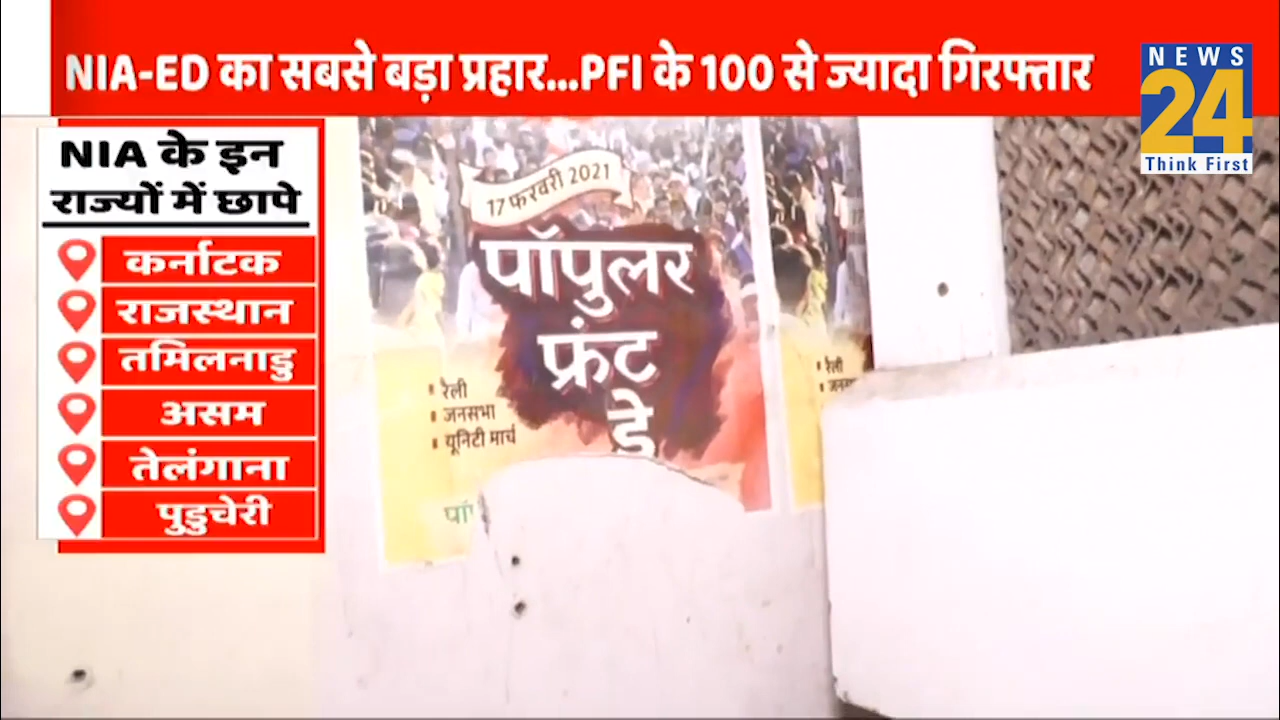 NIA-ED का सबसे बड़ा प्रहार...PFI के 100 से ज्यादा गिरफ्तार
NEWS
24
Think First
NIA के इन
राज्यों में छापे
कर्नाटक
राजस्थान
तमिलनाडु
असम
तेलंगाना
पुडुचेरी
17 फरवरी 2021
पॉपुलर
फ्रंट
डे
रैली
जनसभा
यूनिटी मार्च
17
रैली